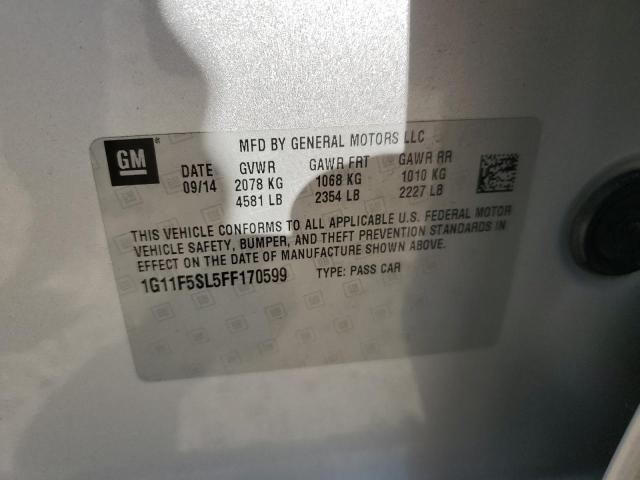 GM®
MFD BY GENERAL MOTORS LLC
DATE GVWR GAWR FRT GAWR RR
09/14 2078 KG 1068 KG 1010 KG
4581 LB 2354 LB 2227 LB
THIS VEHICLE CONFORMS TO ALL APPLICABLE U.S. FEDERAL MOTOR
VEHICLE SAFETY, BUMPER, AND THEFT PREVENTION STANDARDS IN
EFFECT ON THE DATE OF MANUFACTURE SHOWN ABOVE.
1G11F5SL5FF170599 TYPE: PASS CAR